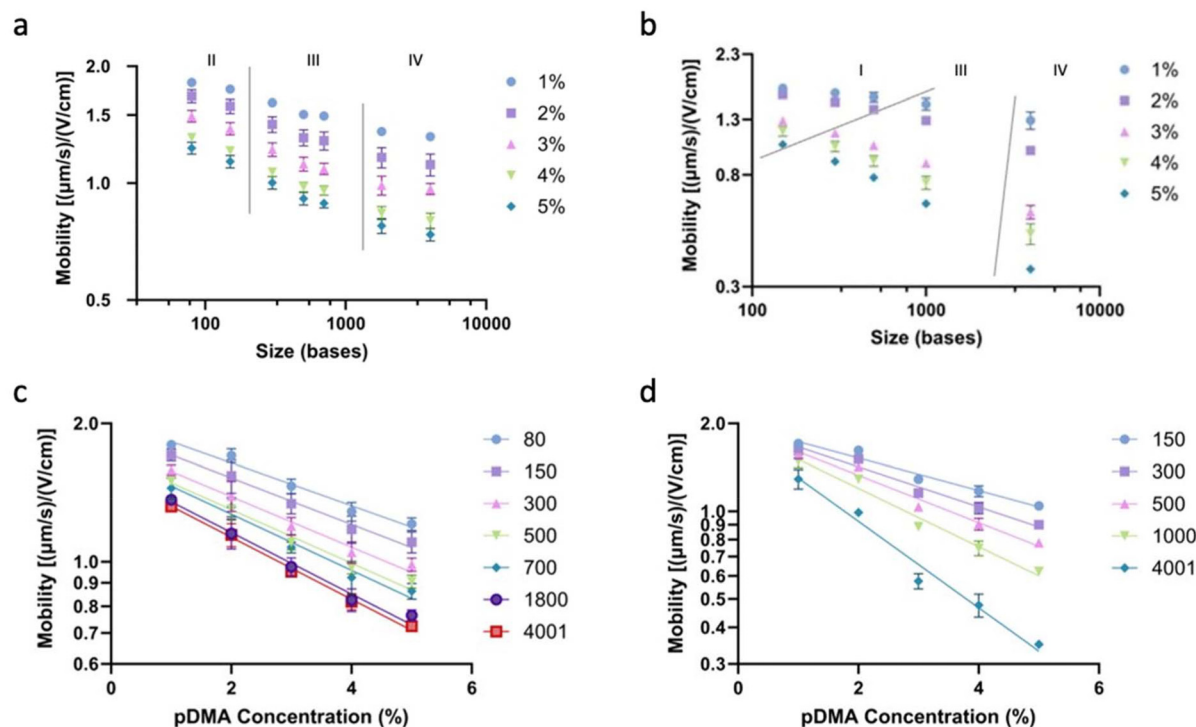 a
II III IV
Mobility [(µm/s)/(V/cm)]
2.0
1.5
1.0
0.5
100 1000 10000
Size (bases)
1%
2%
3%
4%
5%
b
I III IV
Mobility [(µm/s)/(V/cm)]
2.3
1.3
0.8
0.3
100 1000 10000
Size (bases)
1%
2%
3%
4%
5%
c
Mobility [(µm/s)/(V/cm)]
2.0
1.0
0.9
0.8
0.7
0.6
0 2 4 6
pDMA Concentration (%)
80
150
300
500
700
1800
4001
d
Mobility [(µm/s)/(V/cm)]
2.0
1.0
0.9
0.8
0.7
0.6
0.5
0.4
0.3
0 2 4 6
pDMA Concentration (%)
150
300
500
1000
4001